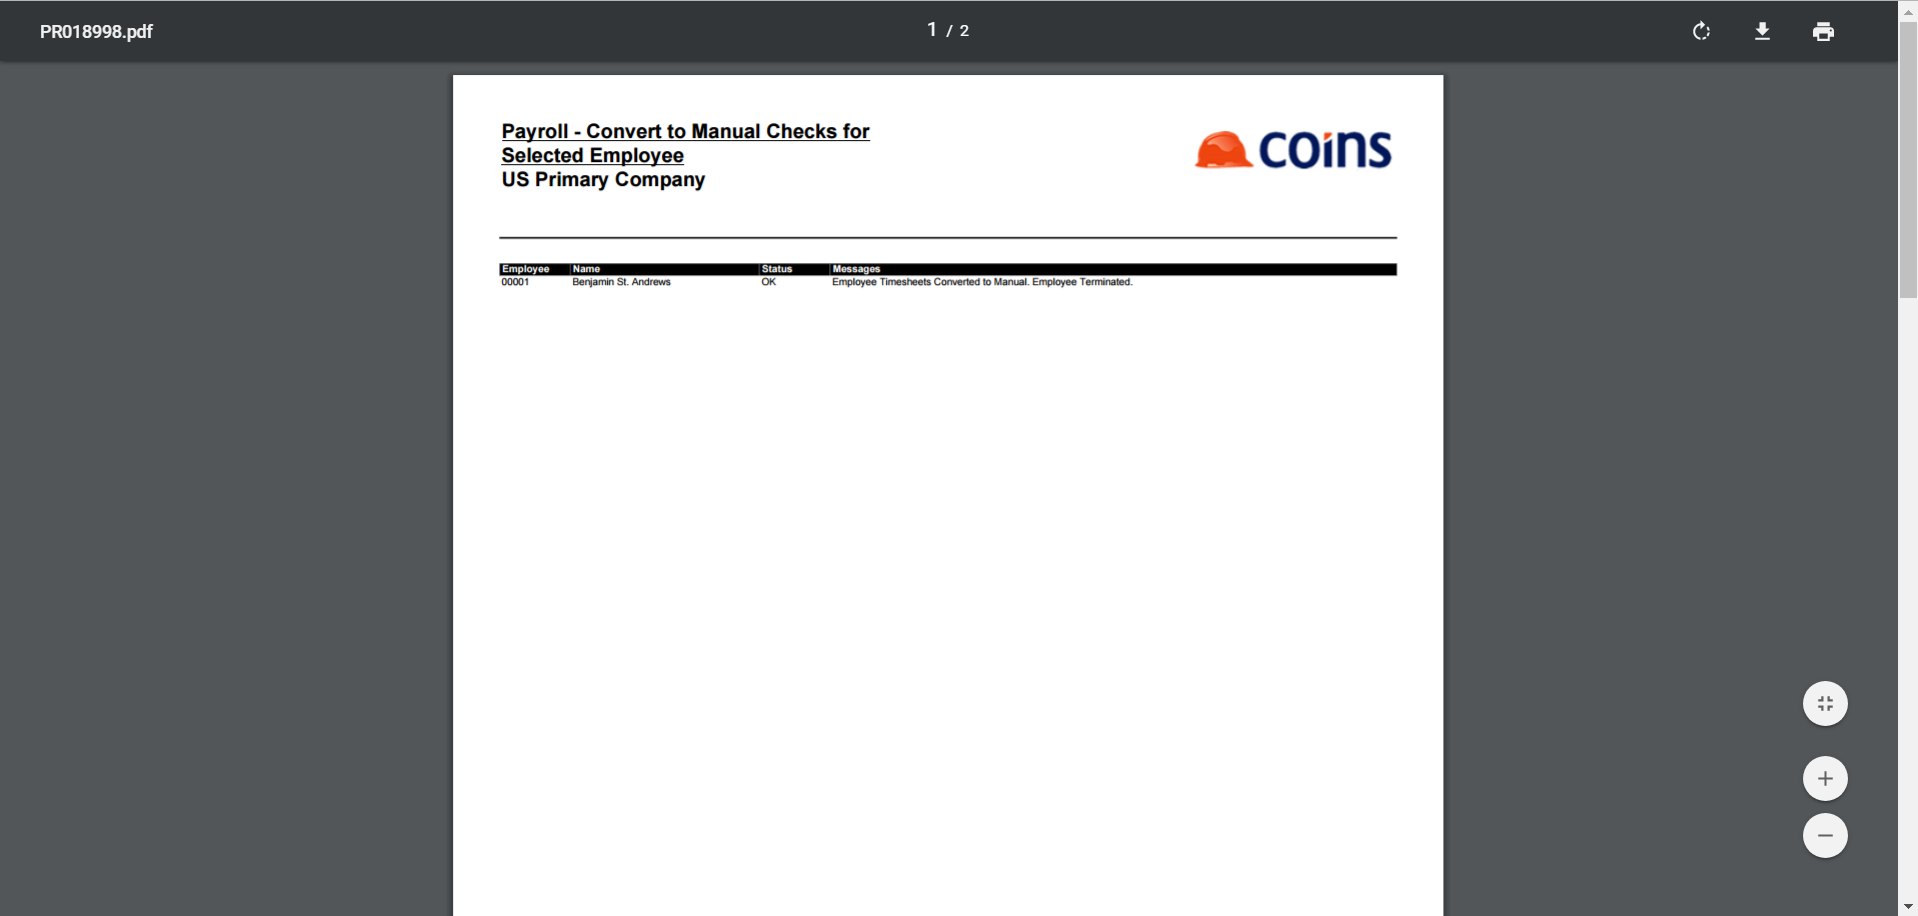 PR018998.pdf
1 / 2
Payroll - Convert to Manual Checks for
Selected Employee
US Primary Company
coins
Employee Name Status Messages
00001 Benjamin St. Andrews OK Employee Timesheets Converted to Manual. Employee Terminated.